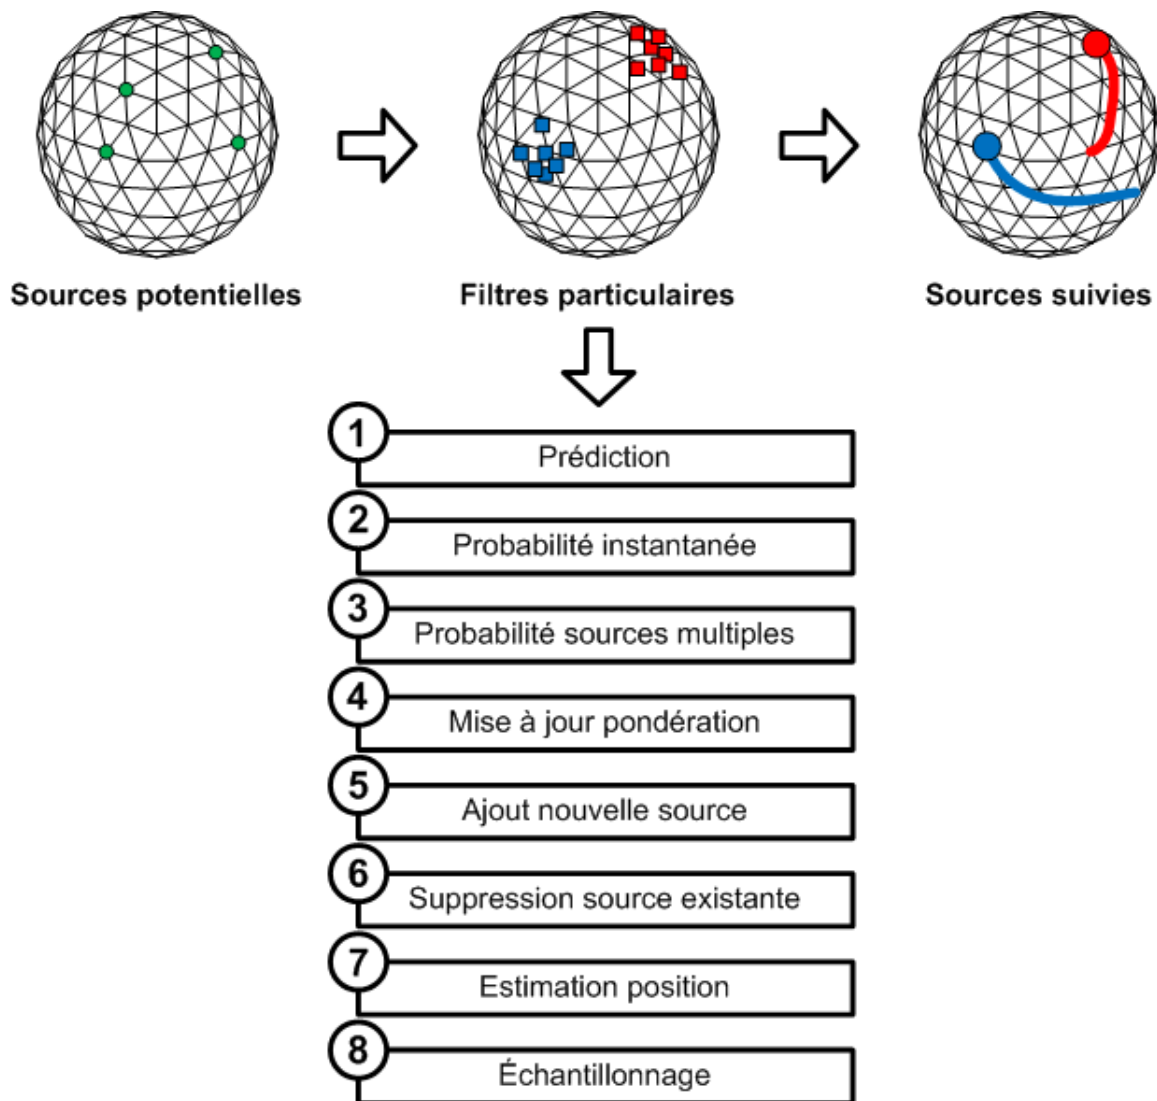 Sources potentielles
Filtres particulaires
Sources suivies
1
Prédiction
2
Probabilité instantanée
3
Probabilité sources multiples
4
Mise à jour pondération
5
Ajout nouvelle source
6
Suppression source existante
7
Estimation position
8
Échantillonnage